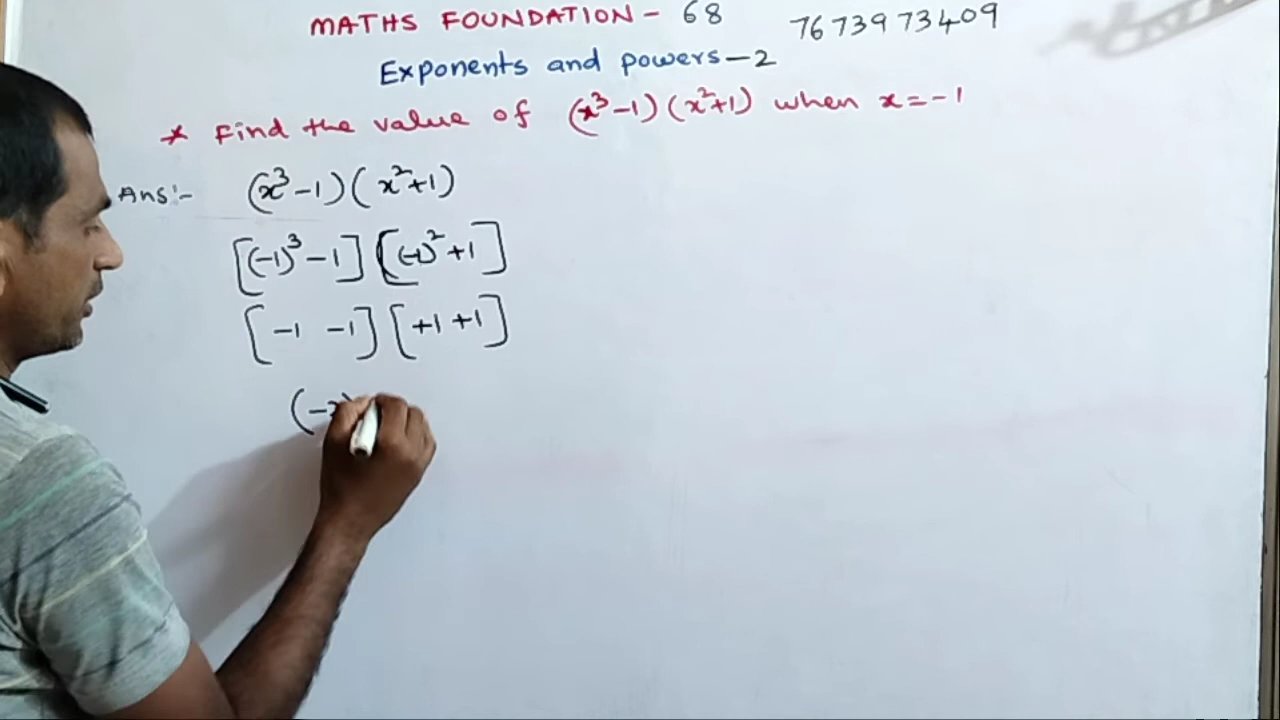 MATHS FOUNDATION - 68 7673973409
Exponents and powers-2
* Find the value of (x³-1)(x²+1) when x=-1
Ans:- (x³-1)(x²+1)
[(-1)³-1][(-1)²+1]
[-1 -1][+1+1]
(-2)